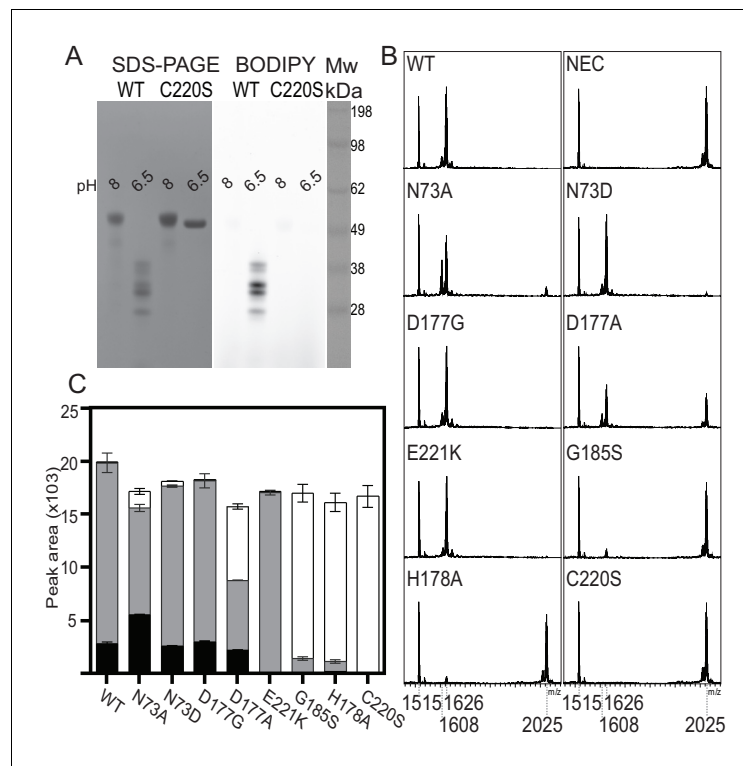 A
SDS-PAGE BODIPY Mw
WT C220S WT C220S kDa
198
98
pH 8 6.5 8 6.5 8 6.5 8 6.5
62
49
38
28
B
WT NEC
N73A N73D
D177G D177A
E221K G185S
H178A C220S
m/z m/z
1515 1626 1515 1626
1608 2025 1608 2025
C
Peak area (x103)
25
20
15
10
5
WT N73A N73D D177G D177A E221K G185S H178A C220S